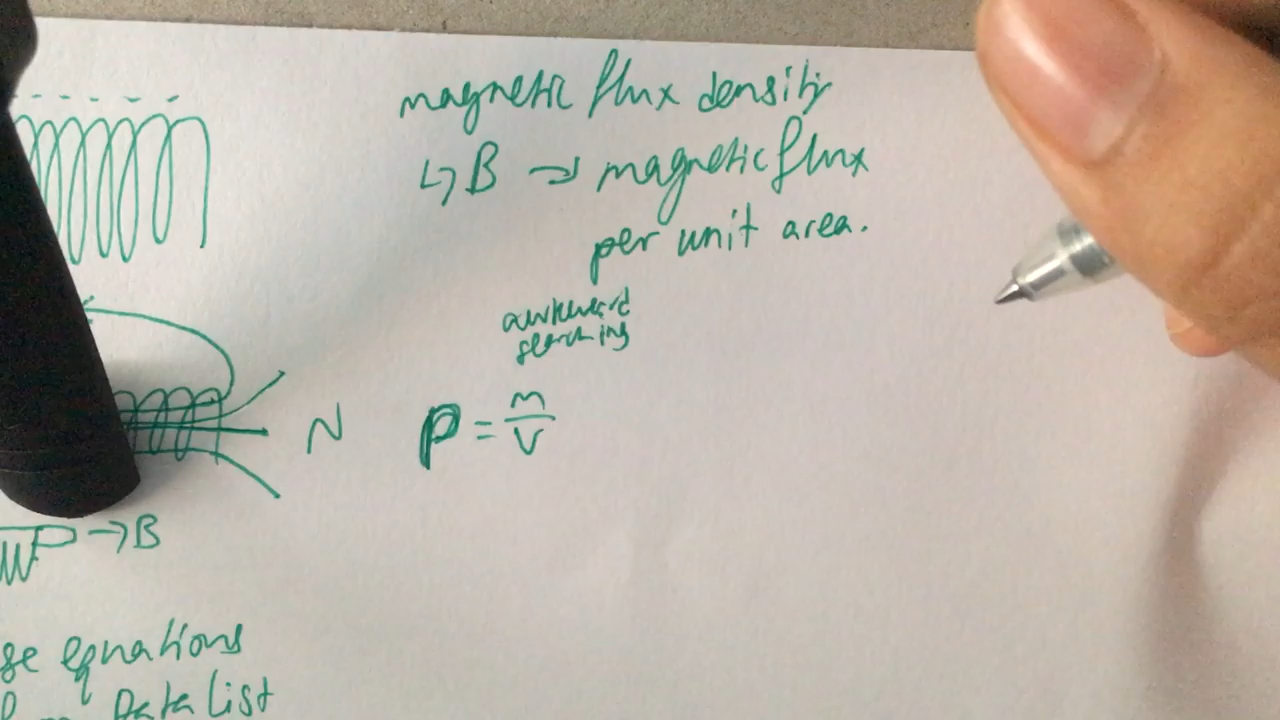 magnetic flux density
↳ B → magnetic flux
per unit area.
awkward
searching
N
ρ = m/v
→ B
se equations
Data list